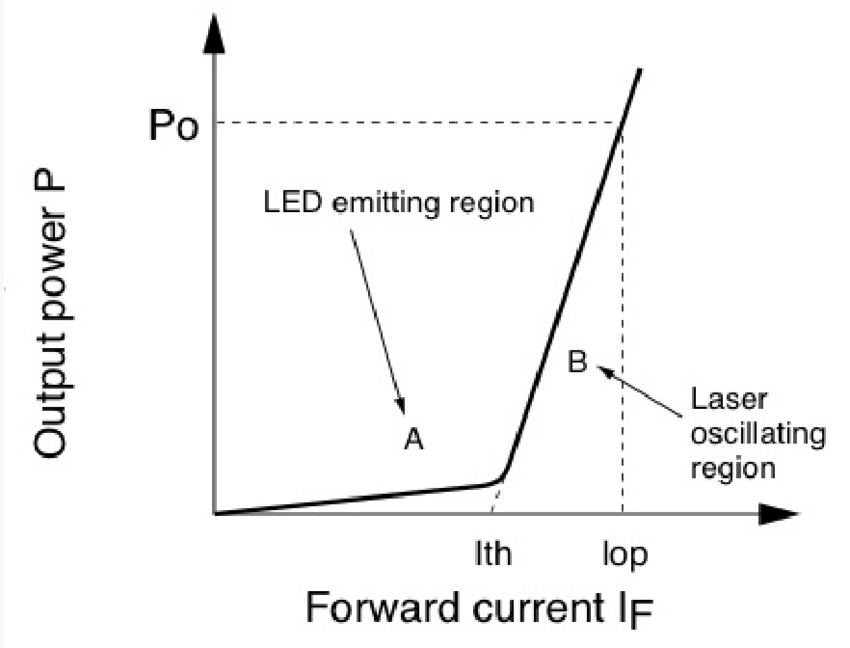 Po
Output power P
LED emitting region
A
B
Laser
oscillating
region
Ith
Iop
Forward current IF